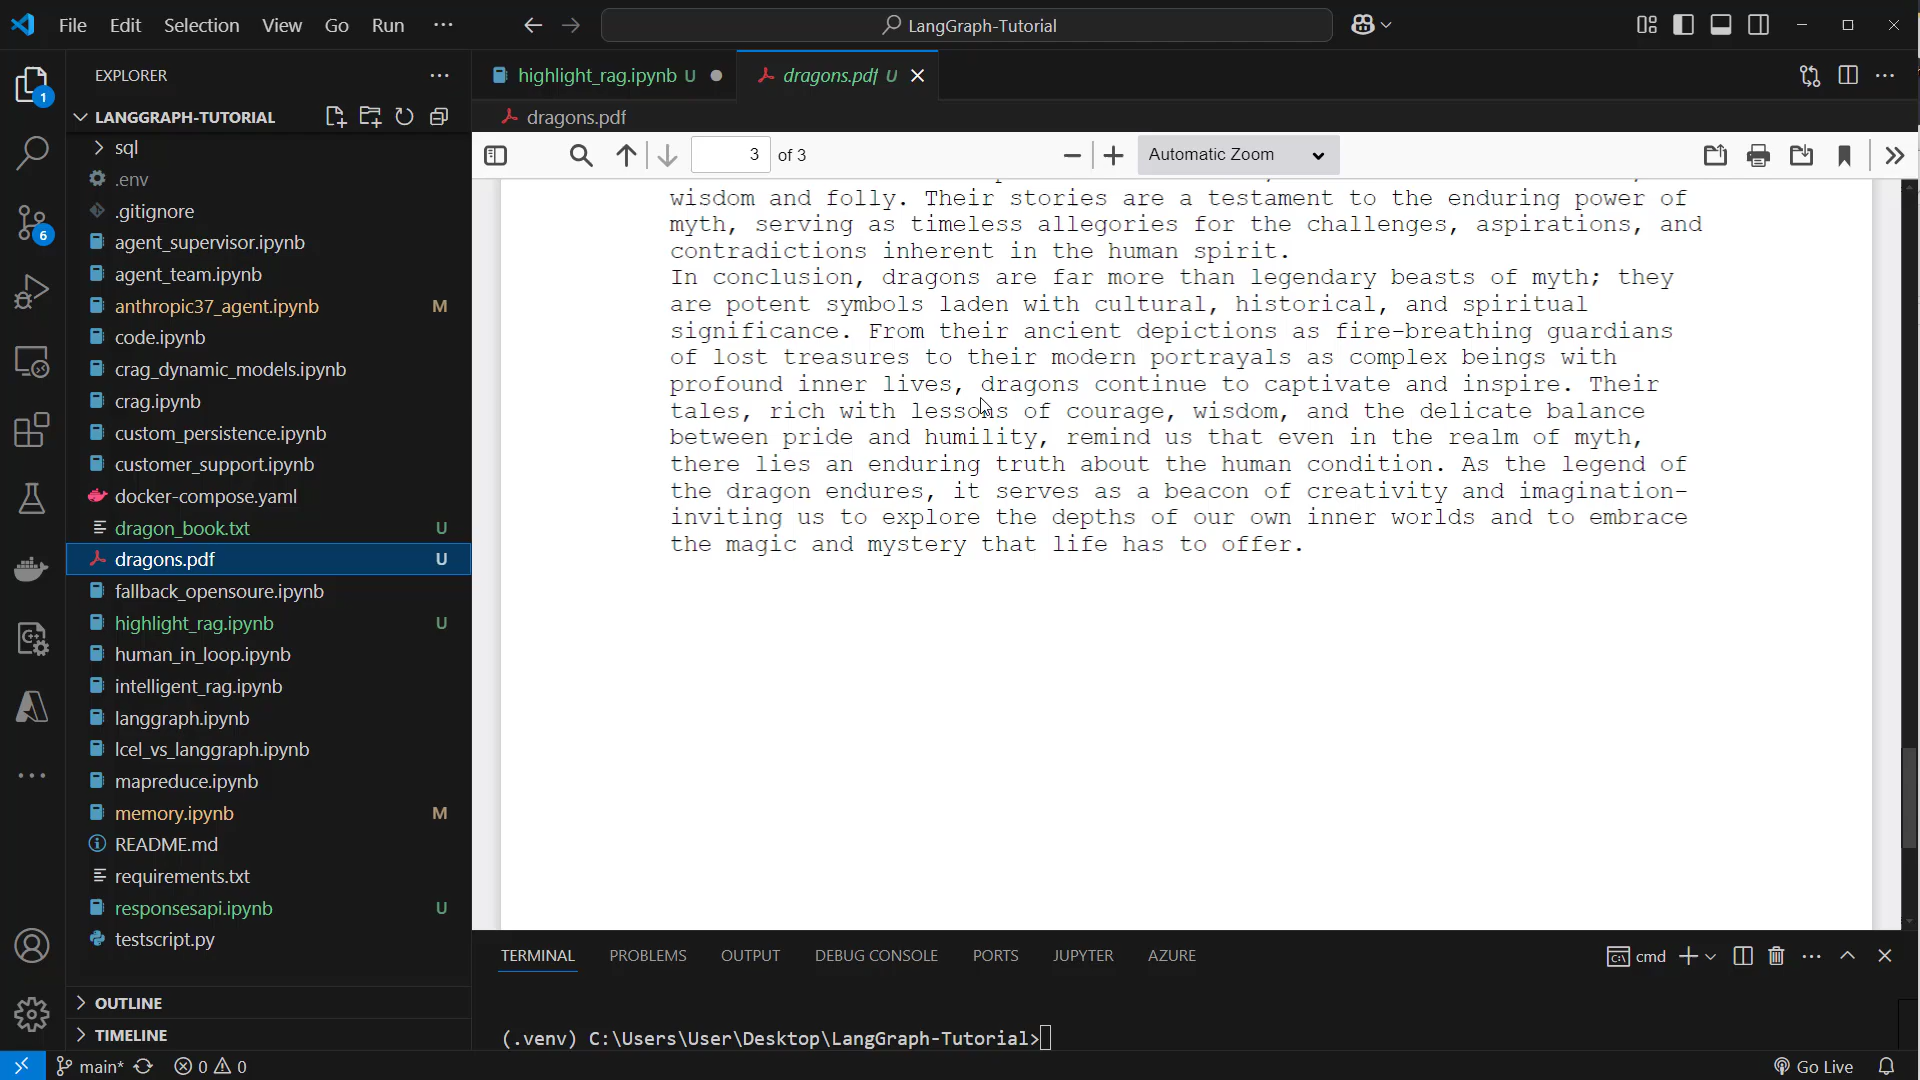 File Edit Selection View Go Run
LangGraph-Tutorial
EXPLORER
LANGGRAPH-TUTORIAL
sql
.env
.gitignore
agent_supervisor.ipynb
agent_team.ipynb
anthropic37_agent.ipynb M
code.ipynb
crag_dynamic_models.ipynb
crag.ipynb
custom_persistence.ipynb
customer_support.ipynb
docker-compose.yaml
dragon_book.txt U
dragons.pdf U
fallback_opensoure.ipynb
highlight_rag.ipynb U
human_in_loop.ipynb
intelligent_rag.ipynb
langgraph.ipynb
lcel_vs_langgraph.ipynb
mapreduce.ipynb
memory.ipynb M
README.md
requirements.txt
responsesapi.ipynb U
testscript.py
OUTLINE
TIMELINE
1
6
highlight_rag.ipynb U
dragons.pdf U
dragons.pdf
3 of 3
Automatic Zoom
wisdom and folly. Their stories are a testament to the enduring power of
myth, serving as timeless allegories for the challenges, aspirations, and
contradictions inherent in the human spirit.
In conclusion, dragons are far more than legendary beasts of myth; they
are potent symbols laden with cultural, historical, and spiritual
significance. From their ancient depictions as fire-breathing guardians
of lost treasures to their modern portrayals as complex beings with
profound inner lives, dragons continue to captivate and inspire. Their
tales, rich with lessons of courage, wisdom, and the delicate balance
between pride and humility, remind us that even in the realm of myth,
there lies an enduring truth about the human condition. As the legend of
the dragon endures, it serves as a beacon of creativity and imagination-
inviting us to explore the depths of our own inner worlds and to embrace
the magic and mystery that life has to offer.
TERMINAL PROBLEMS OUTPUT DEBUG CONSOLE PORTS JUPYTER AZURE
cmd
(.venv) C:\Users\User\Desktop\LangGraph-Tutorial>
main* 0 0
Go Live